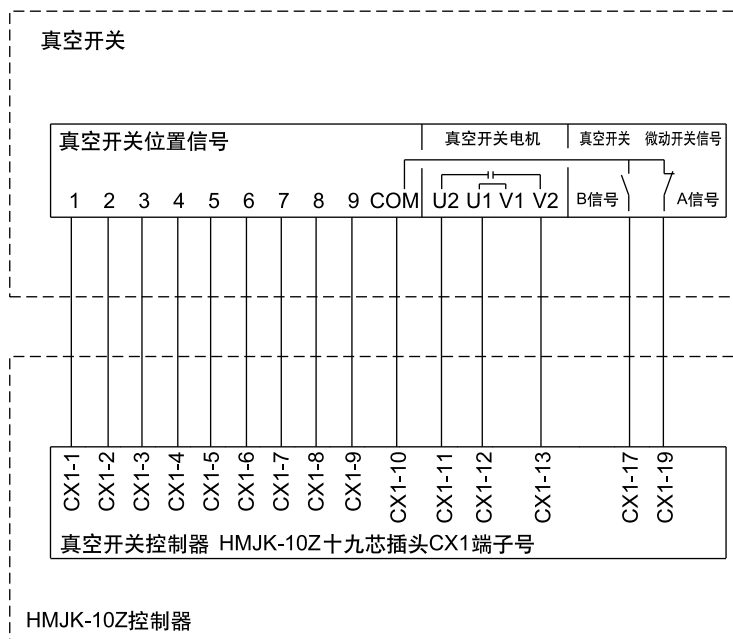 真空开关
真空开关位置信号 真空开关电机 真空开关 微动开关信号
1 2 3 4 5 6 7 8 9 COM U2 U1 V1 V2 B信号 A信号
CX1-1 CX1-2 CX1-3 CX1-4 CX1-5 CX1-6 CX1-7 CX1-8 CX1-9 CX1-10 CX1-11 CX1-12 CX1-13 CX1-17 CX1-19
真空开关控制器 HMJK-10Z十九芯插头CX1端子号
HMJK-10Z控制器